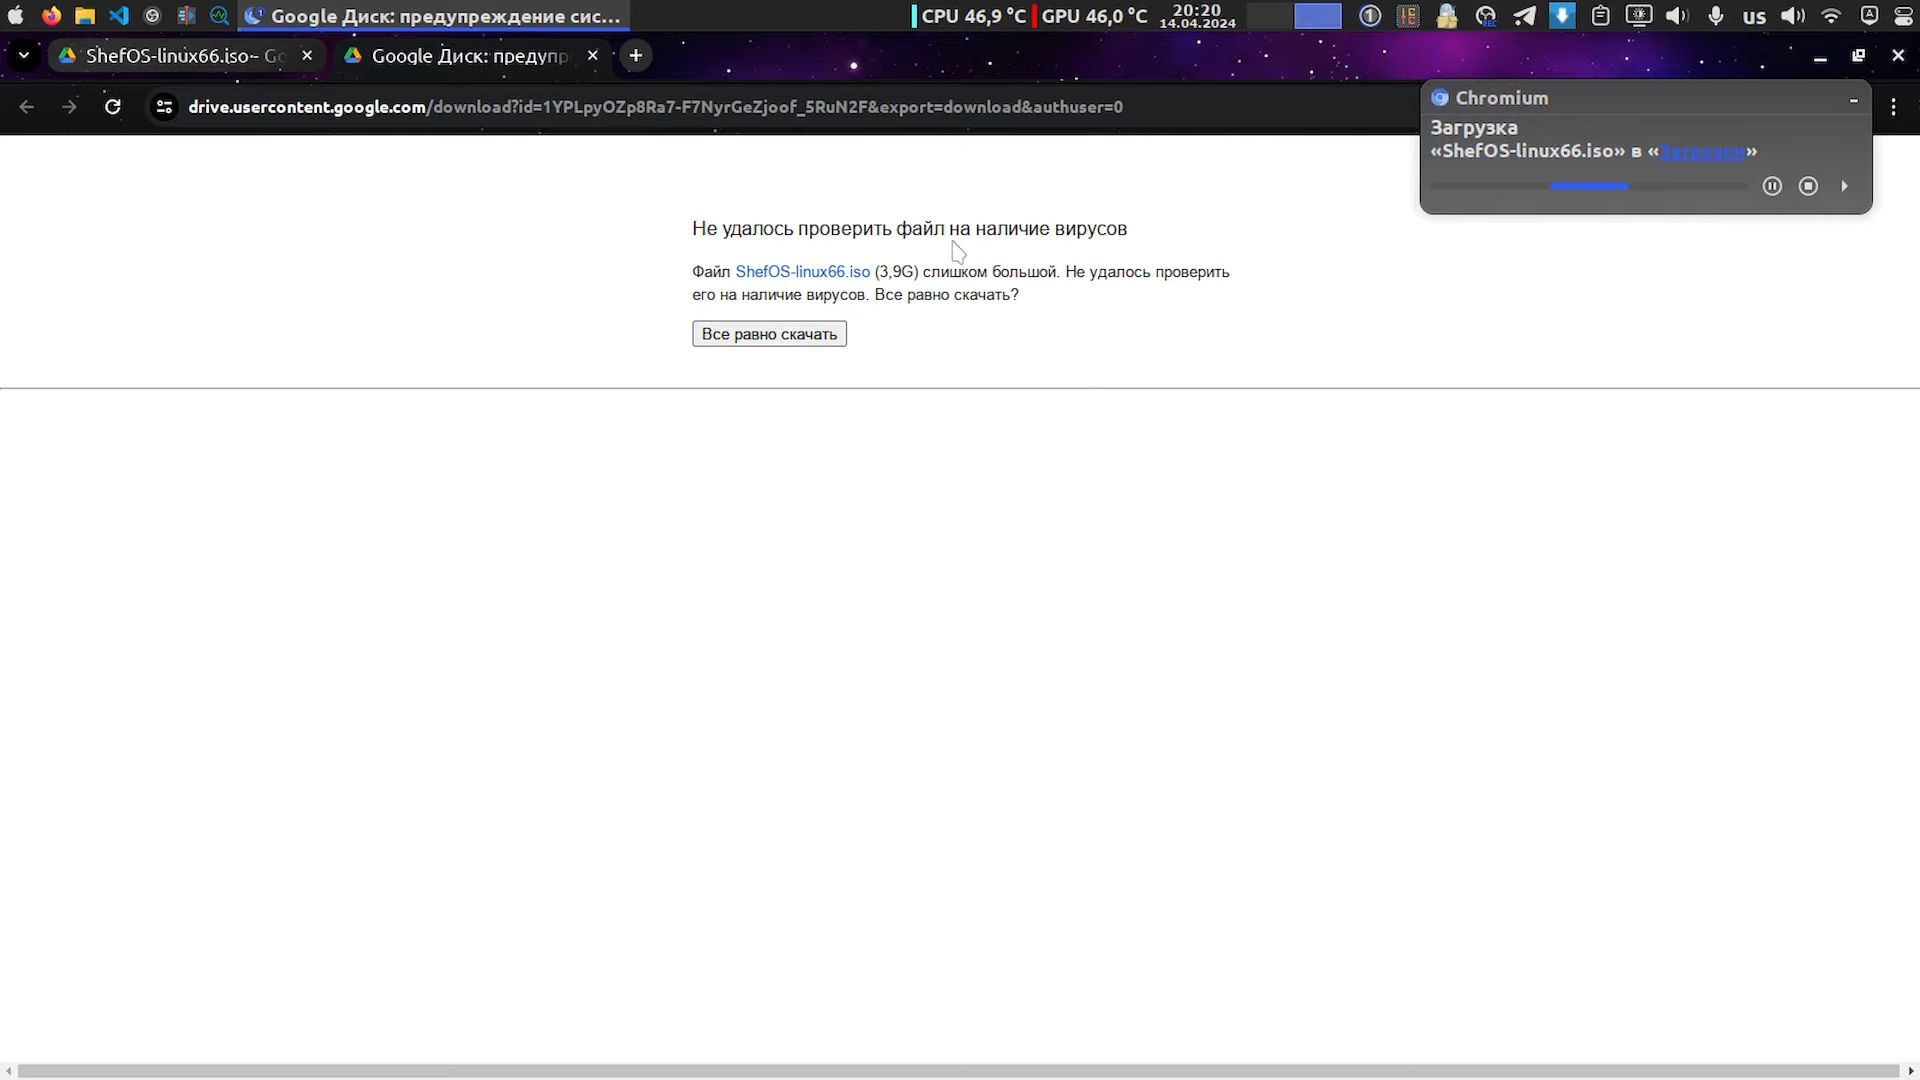 Google Диск: предупреждение сис...
CPU 46,9 °C
GPU 46,0 °C
20:20
14.04.2024
us
ShefOS-linux66.iso – Go
Google Диск: предупр
drive.usercontent.google.com/download?id=1YPLpyOZp8Ra7-F7NyrGeZjoof_5RuN2F&export=download&authuser=0
Chromium
Загрузка
«ShefOS-linux66.iso» в «Загрузки»
Не удалось проверить файл на наличие вирусов
Файл ShefOS-linux66.iso (3,9G) слишком большой. Не удалось проверить
его на наличие вирусов. Все равно скачать?
Все равно скачать